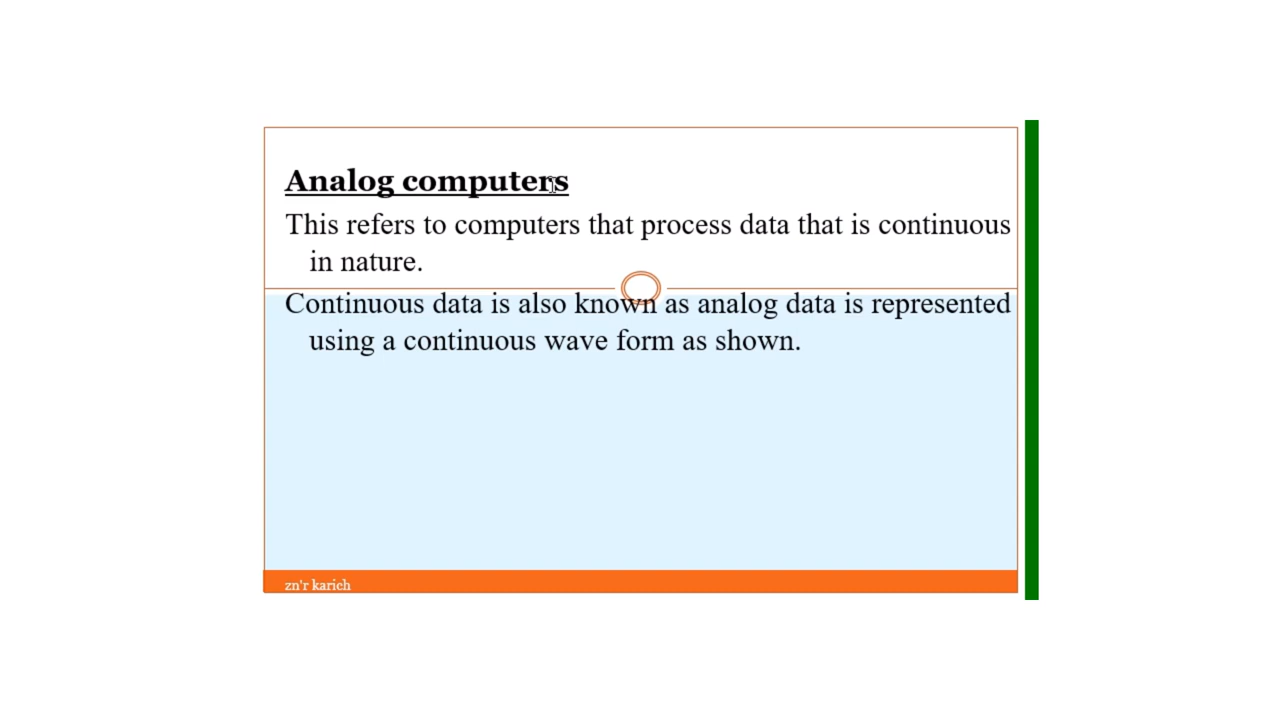 Analog computers
This refers to computers that process data that is continuous
in nature.
Continuous data is also known as analog data is represented
using a continuous wave form as shown.
zn'r karich